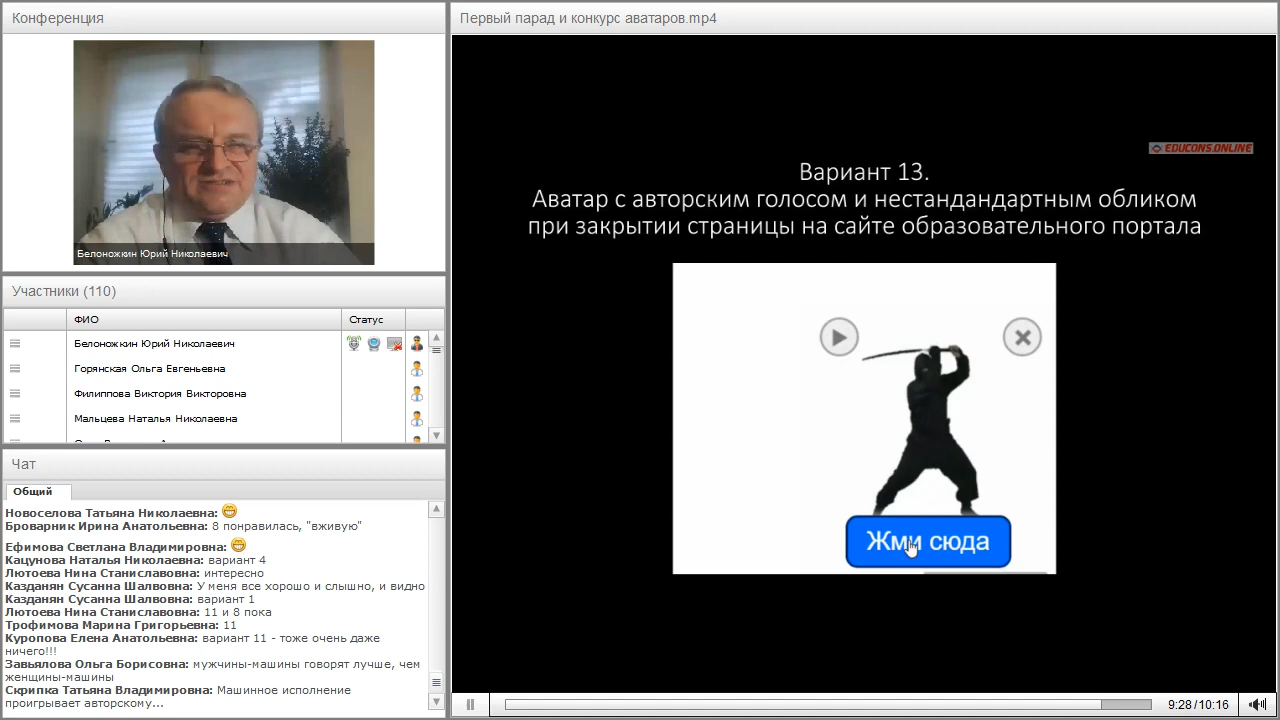 Конференция
Белоножкин Юрий Николаевич
Участники (110)
ФИО
Статус
Белоножкин Юрий Николаевич
Горянская Ольга Евгеньевна
Филиппова Виктория Викторовна
Мальцева Наталья Николаевна
Чат
Общий
Новоселова Татьяна Николаевна:
Броварник Ирина Анатольевна: 8 понравилась, "вживую"
Ефимова Светлана Владимировна:
Кацунова Наталья Николаевна: вариант 4
Лютоева Нина Станиславовна: интересно
Казданян Сусанна Шалвовна: У меня все хорошо и слышно, и видно
Казданян Сусанна Шалвовна: вариант 1
Лютоева Нина Станиславовна: 11 и 8 пока
Трофимова Марина Григорьевна: 11
Куропова Елена Анатольевна: вариант 11 - тоже очень даже
ничего!!!
Завьялова Ольга Борисовна: мужчины-машины говорят лучше, чем
женщины-машины
Скрипка Татьяна Владимировна: Машинное исполнение
проигрывает авторскому...
Первый парад и конкурс аватаров.mp4
EDUCONS.ONLINE
Вариант 13.
Аватар с авторским голосом и нестандандартным обликом
при закрытии страницы на сайте образовательного портала
Жми сюда
9:28/10:16